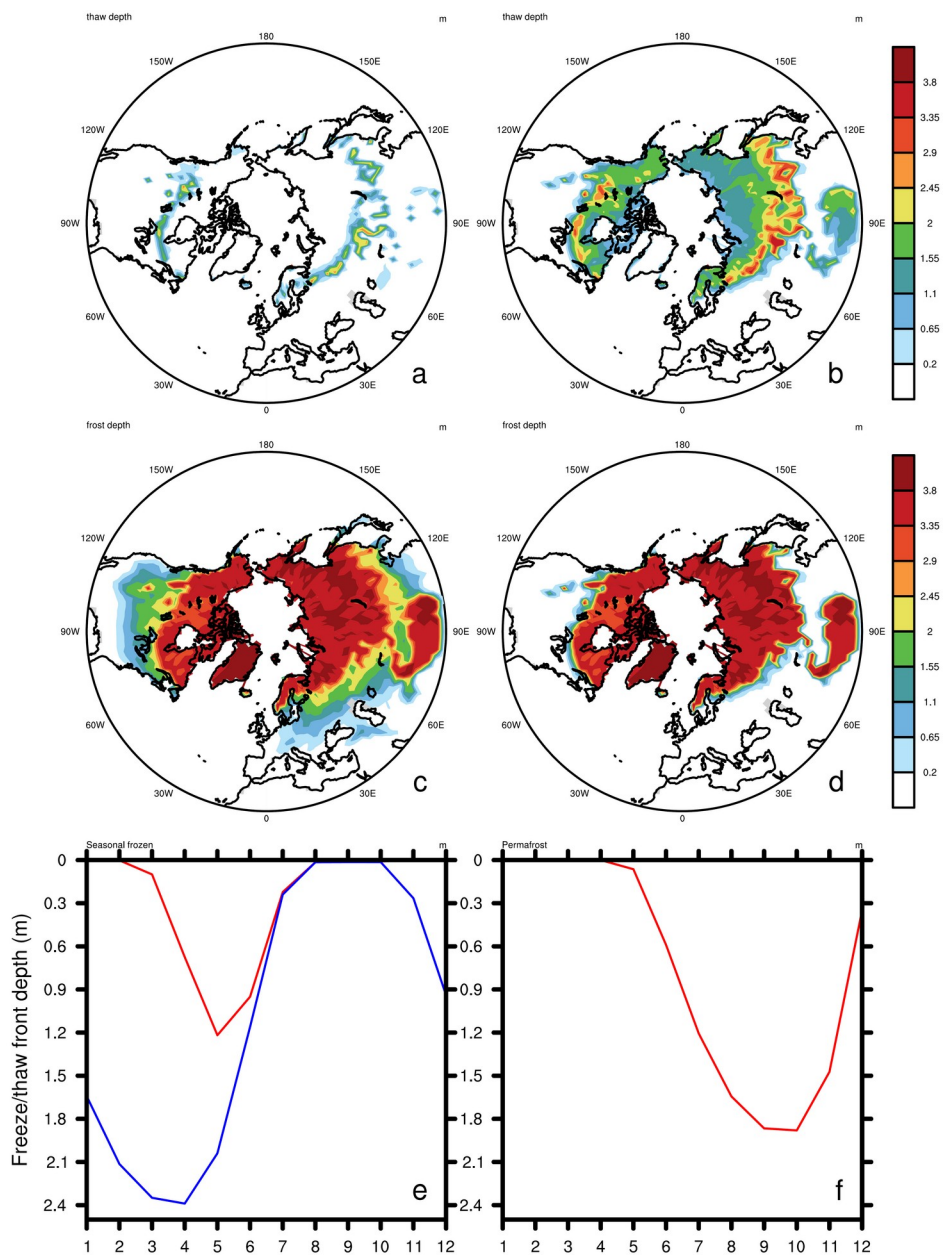 thaw depth m
180
150W 150E
120W 120E
90W 90E
60W 60E
30W 30E
0
a
thaw depth m
180
150W 150E
120W 120E
90W 90E
60W 60E
30W 30E
0
b
3.8
3.35
2.9
2.45
2
1.55
1.1
0.65
0.2
frost depth m
180
150W 150E
120W 120E
90W 90E
60W 60E
30W 30E
0
c
frost depth m
180
150W 150E
120W 120E
90W 90E
60W 60E
30W 30E
0
d
3.8
3.35
2.9
2.45
2
1.55
1.1
0.65
0.2
Seasonal frozen m
Freeze/thaw front depth (m)
0
0.3
0.6
0.9
1.2
1.5
1.8
2.1
2.4
e
1 2 3 4 5 6 7 8 9 10 11 12
Permafrost m
0
0.3
0.6
0.9
1.2
1.5
1.8
2.1
2.4
f
1 2 3 4 5 6 7 8 9 10 11 12